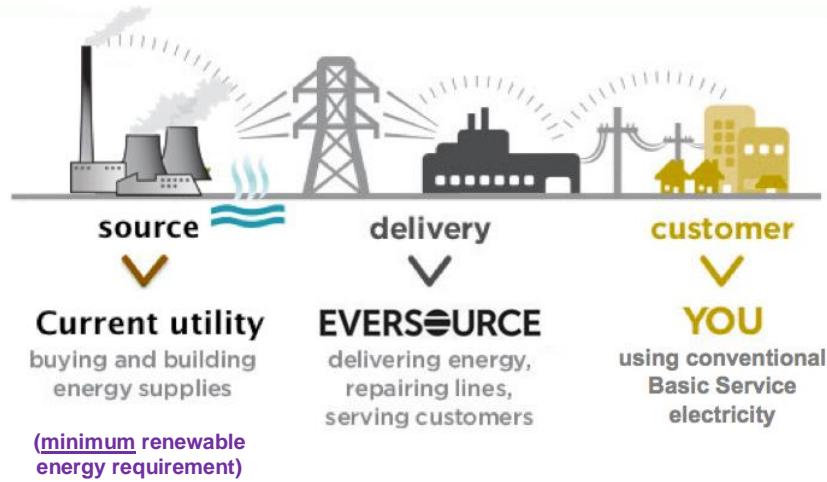 source
delivery
customer
Current utility
buying and building
energy supplies
(minimum renewable
energy requirement)
EVERSOURCE
delivering energy,
repairing lines,
serving customers
YOU
using conventional
Basic Service
electricity